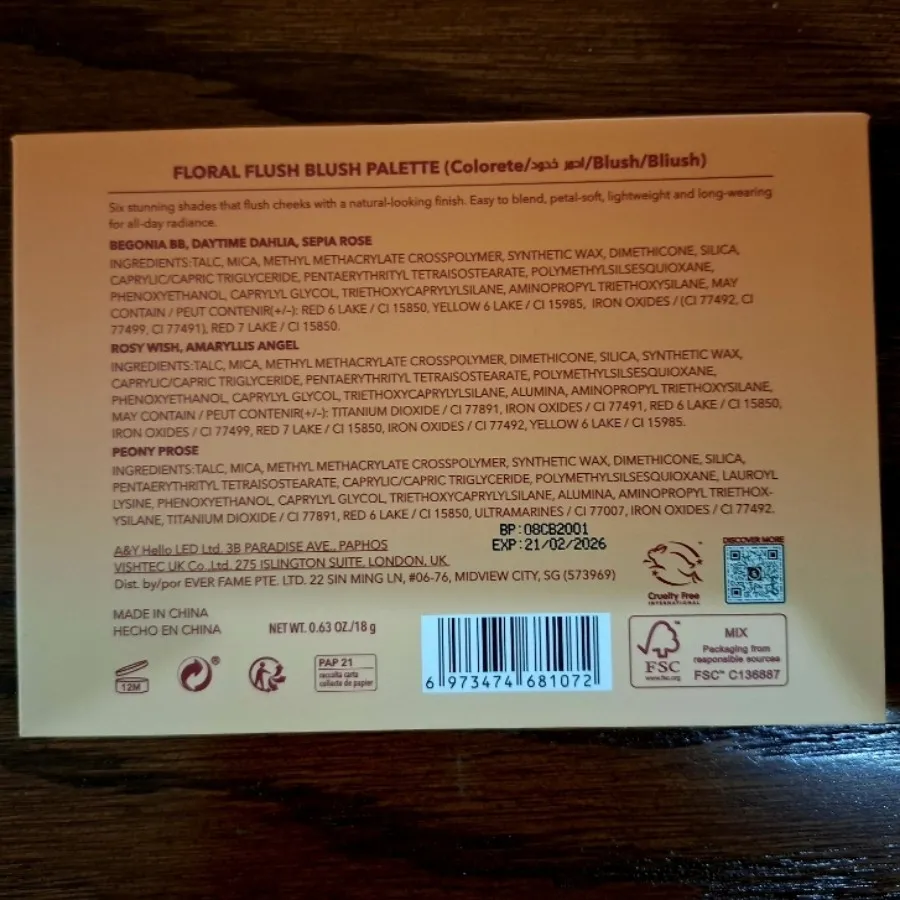 FLORAL FLUSH BLUSH PALETTE (Colorete/احمر خدود/Blush/Bliush)
Six stunning shades that flush cheeks with a natural-looking finish. Easy to blend, petal-soft, lightweight and long-wearing
for all-day radiance.
BEGONIA BB, DAYTIME DAHLIA, SEPIA ROSE
INGREDIENTS:TALC, MICA, METHYL METHACRYLATE CROSSPOLYMER, SYNTHETIC WAX, DIMETHICONE, SILICA,
CAPRYLIC/CAPRIC TRIGLYCERIDE, PENTAERYTHRITYL TETRAISOSTEARATE, POLYMETHYLSILSESQUIOXANE,
PHENOXYETHANOL, CAPRYLYL GLYCOL, TRIETHOXYCAPRYLYLSILANE, AMINOPROPYL TRIETHOXYSILANE, MAY
CONTAIN / PEUT CONTENIR(+/-): RED 6 LAKE / CI 15850, YELLOW 6 LAKE / CI 15985, IRON OXIDES / (CI 77492, CI
77499, CI 77491), RED 7 LAKE / CI 15850.
ROSY WISH, AMARYLLIS ANGEL
INGREDIENTS:TALC, MICA, METHYL METHACRYLATE CROSSPOLYMER, DIMETHICONE, SILICA, SYNTHETIC WAX,
CAPRYLIC/CAPRIC TRIGLYCERIDE, PENTAERYTHRITYL TETRAISOSTEARATE, POLYMETHYLSILSESQUIOXANE,
PHENOXYETHANOL, CAPRYLYL GLYCOL, TRIETHOXYCAPRYLYLSILANE, ALUMINA, AMINOPROPYL TRIETHOXYSILANE,
MAY CONTAIN / PEUT CONTENIR(+/-): TITANIUM DIOXIDE / CI 77891, IRON OXIDES / CI 77491, RED 6 LAKE / CI 15850,
IRON OXIDES / CI 77499, RED 7 LAKE / CI 15850, IRON OXIDES / CI 77492, YELLOW 6 LAKE / CI 15985.
PEONY PROSE
INGREDIENTS:TALC, MICA, METHYL METHACRYLATE CROSSPOLYMER, SYNTHETIC WAX, DIMETHICONE, SILICA,
PENTAERYTHRITYL TETRAISOSTEARATE, CAPRYLIC/CAPRIC TRIGLYCERIDE, POLYMETHYLSILSESQUIOXANE, LAUROYL
LYSINE, PHENOXYETHANOL, CAPRYLYL GLYCOL, TRIETHOXYCAPRYLYLSILANE, ALUMINA, AMINOPROPYL TRIETHOX-
YSILANE, TITANIUM DIOXIDE / CI 77891, RED 6 LAKE / CI 15850, ULTRAMARINES / CI 77007, IRON OXIDES / CI 77492.
BP:08CB2001
EXP:21/02/2026
A&Y Hello LED Ltd. 3B PARADISE AVE., PAPHOS
VISHTEC UK Co.,Ltd. 275 ISLINGTON SUITE, LONDON, UK.
Dist. by/por EVER FAME PTE. LTD. 22 SIN MING LN, #06-76, MIDVIEW CITY, SG (573969)
Cruelty Free
INTERNATIONAL
DISCOVER MORE
MADE IN CHINA
HECHO EN CHINA
NET WT. 0.63 OZ./18 g
12M
®
PAP 21
raccolta carta
collecte de papier
6 973474 681072
FSC
www.fsc.org
MIX
Packaging from
responsible sources
FSC™ C136887